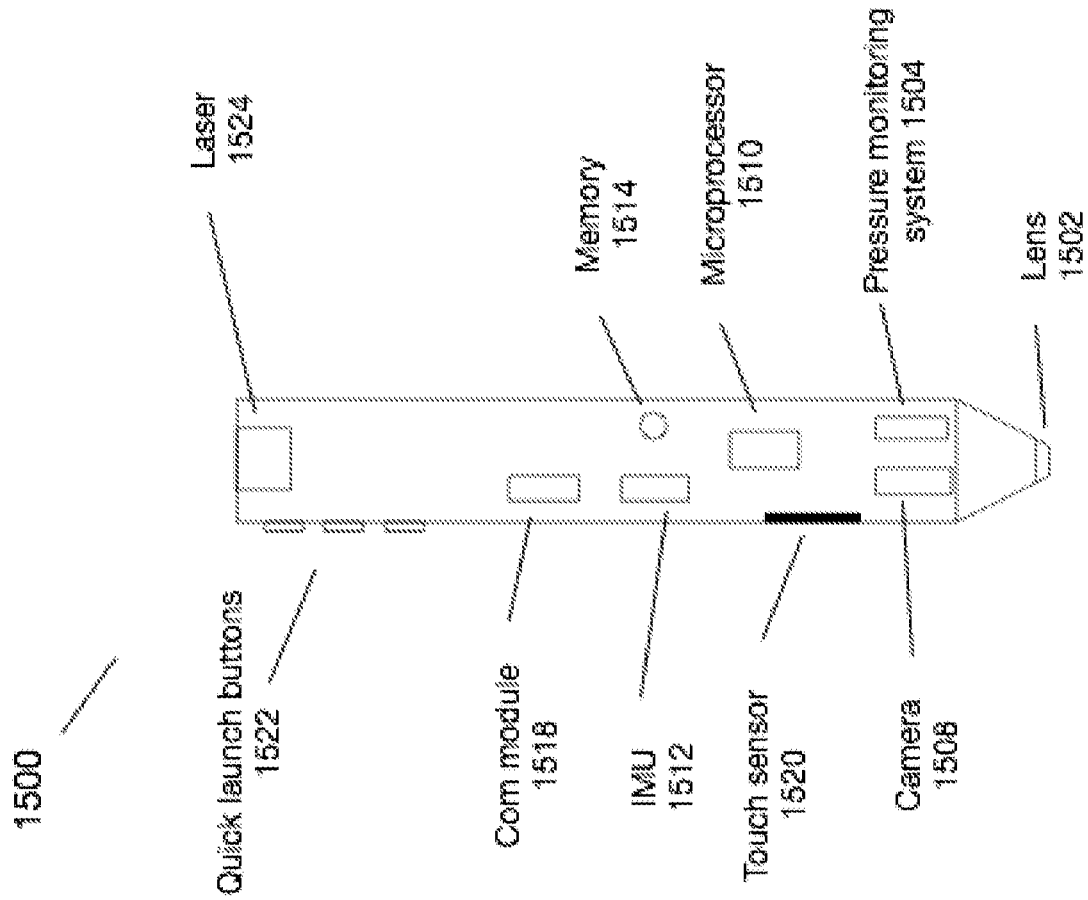 1500
Laser
1524
Quick launch buttons
1522
Com module
1518
Memory
1514
IMU
1512
Microprocessor
1510
Touch sensor
1520
Pressure monitoring
system 1504
Camera
1508
Lens
1502